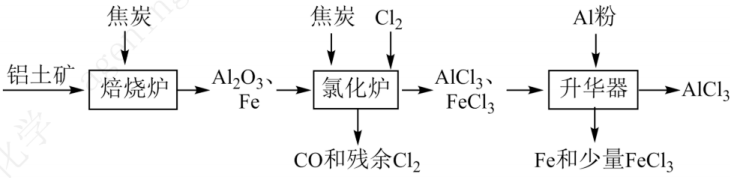 焦炭
焦炭 Cl₂
Al粉
铝土矿 焙烧炉 Al₂O₃、Fe 氯化炉 AlCl₃、FeCl₃ 升华器 AlCl₃
CO和残余Cl₂
Fe和少量FeCl₃
化学